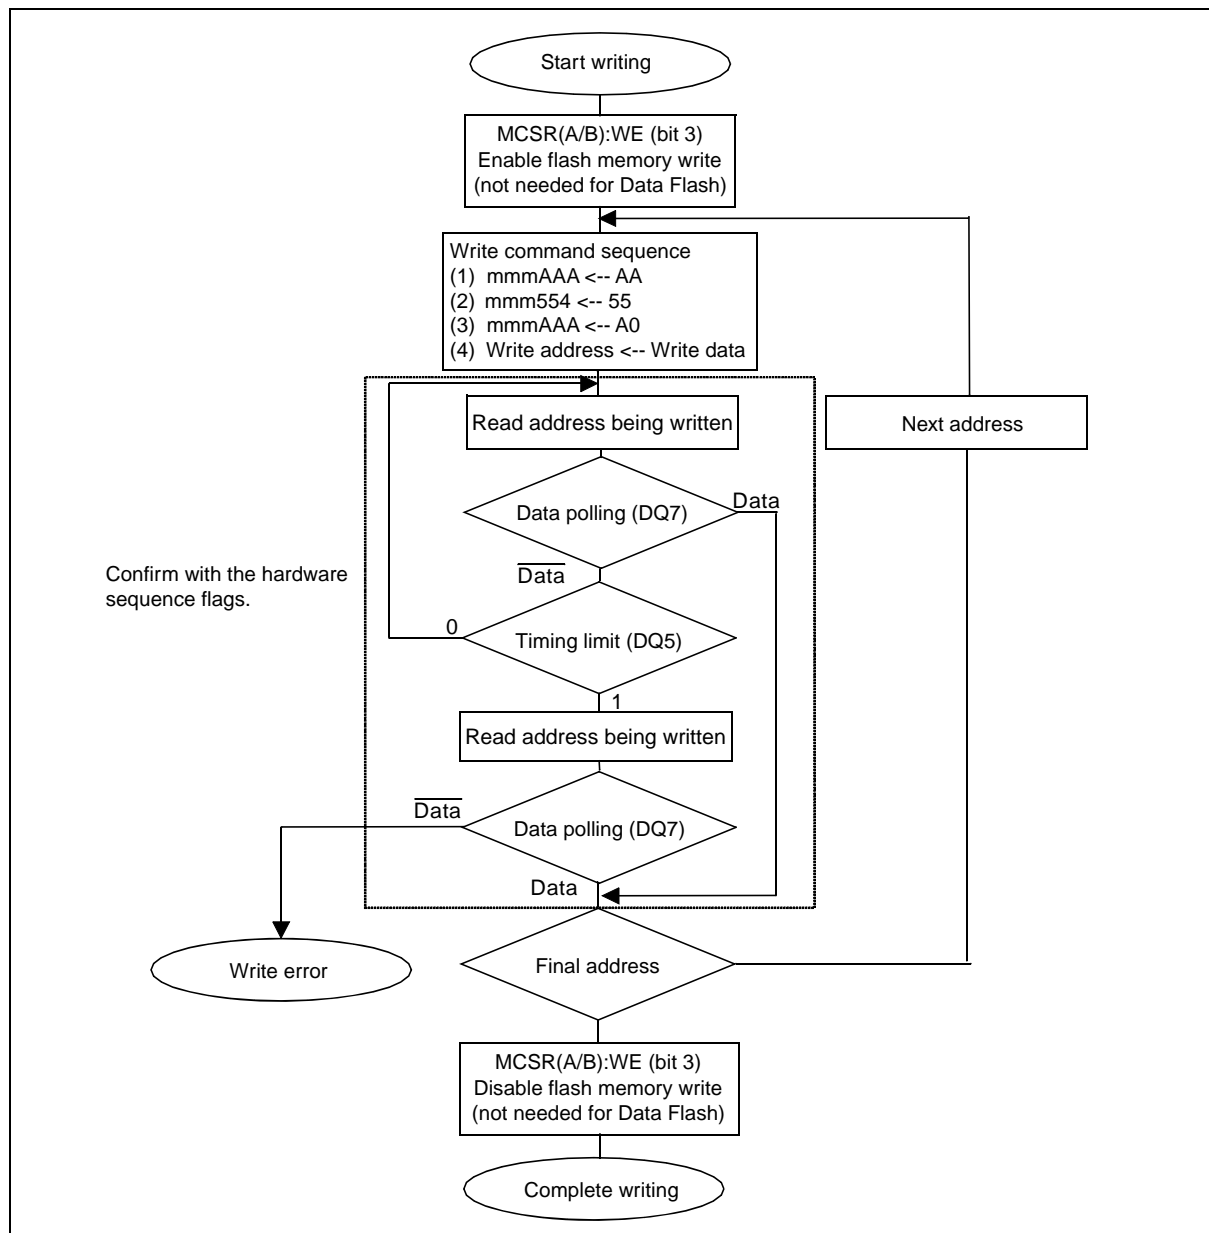 Start writing
MCSR(A/B):WE (bit 3)
Enable flash memory write
(not needed for Data Flash)
Write command sequence
(1) mmmAAA <-- AA
(2) mmm554 <-- 55
(3) mmmAAA <-- A0
(4) Write address <-- Write data
Read address being written
Next address
Data polling (DQ7)
Data
D̅a̅t̅a̅
Confirm with the hardware
sequence flags.
0
Timing limit (DQ5)
1
Read address being written
D̅a̅t̅a̅
Data polling (DQ7)
Data
Write error
Final address
MCSR(A/B):WE (bit 3)
Disable flash memory write
(not needed for Data Flash)
Complete writing